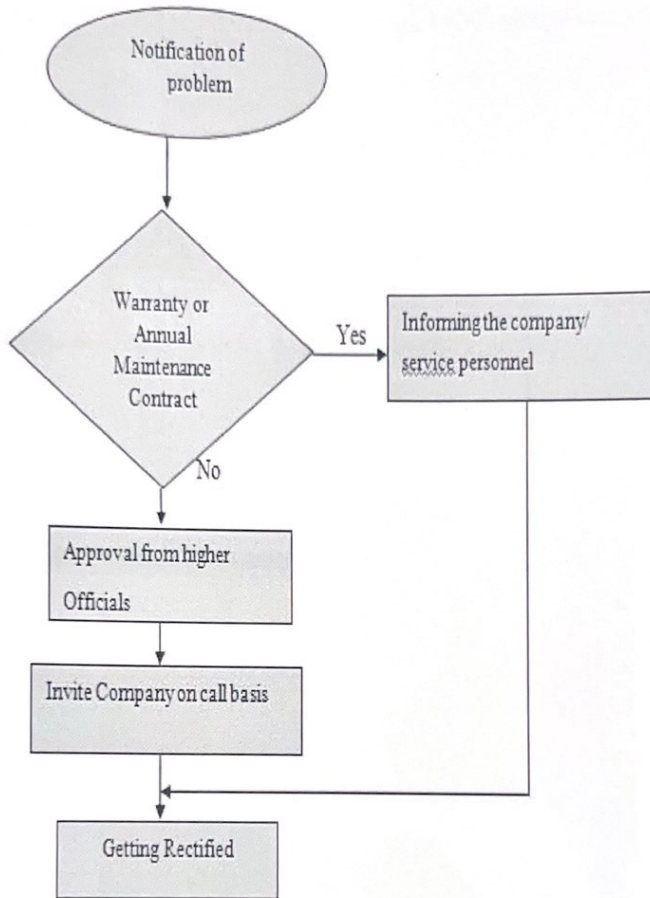 Notification of
problem
Warranty or
Annual
Maintenance
Contract
Yes
Informing the company/
service personnel
No
Approval from higher
Officials
Invite Company on call basis
Getting Rectified